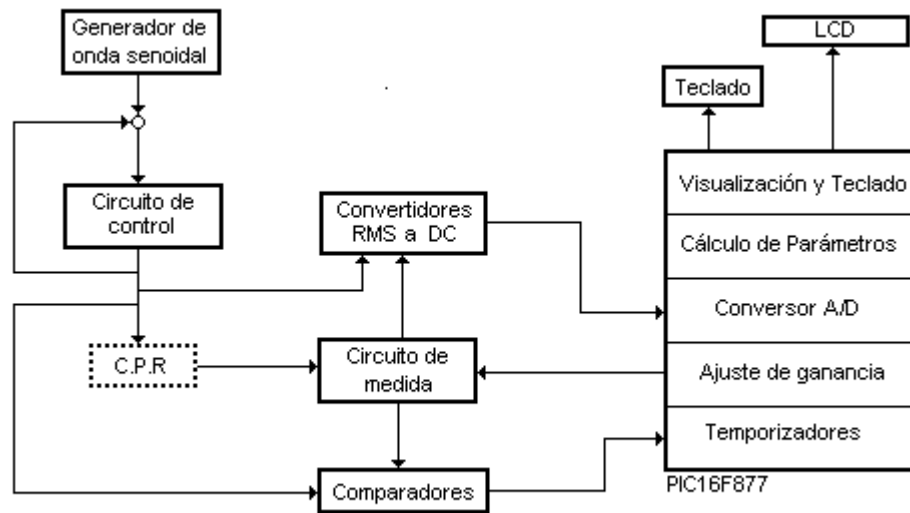 Generador de
onda senoidal
LCD
Teclado
Circuito de
control
Convertidores
RMS a DC
Visualización y Teclado
Cálculo de Parámetros
Conversor A/D
C.P.R
Circuito de
medida
Ajuste de ganancia
Temporizadores
Comparadores
PIC16F877